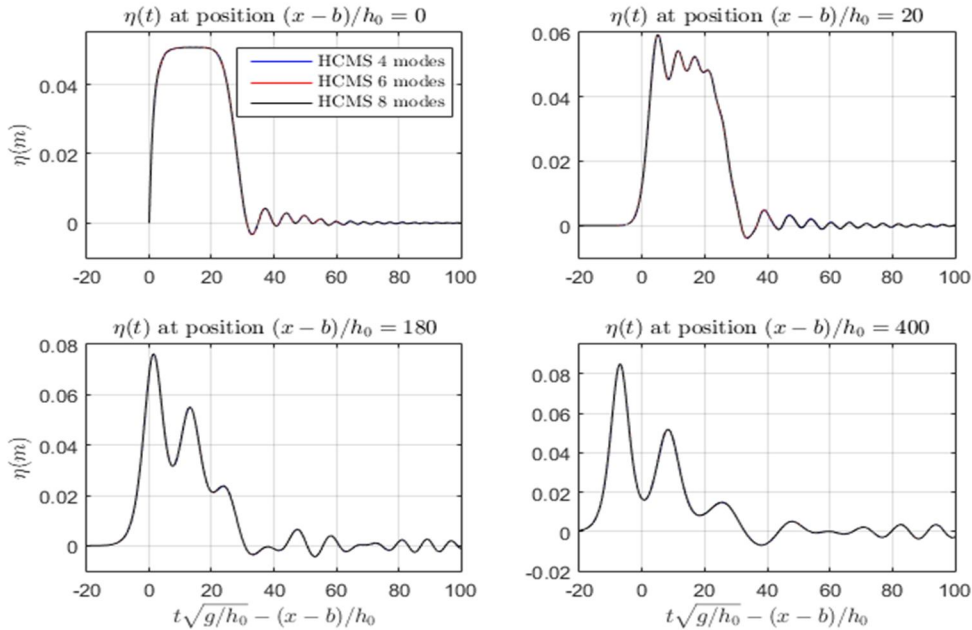 η(t) at position (x − b)/h₀ = 0
η(t) at position (x − b)/h₀ = 20
η(m)
0.04
0.02
0
HCMS 4 modes
HCMS 6 modes
HCMS 8 modes
-20 0 20 40 60 80 100
0.06
0.04
0.02
0
-20 0 20 40 60 80 100
η(t) at position (x − b)/h₀ = 180
η(t) at position (x − b)/h₀ = 400
η(m)
0.08
0.06
0.04
0.02
0
-20 0 20 40 60 80 100
t√g/h₀ − (x − b)/h₀
0.08
0.06
0.04
0.02
0
-0.02
-20 0 20 40 60 80 100
t√g/h₀ − (x − b)/h₀